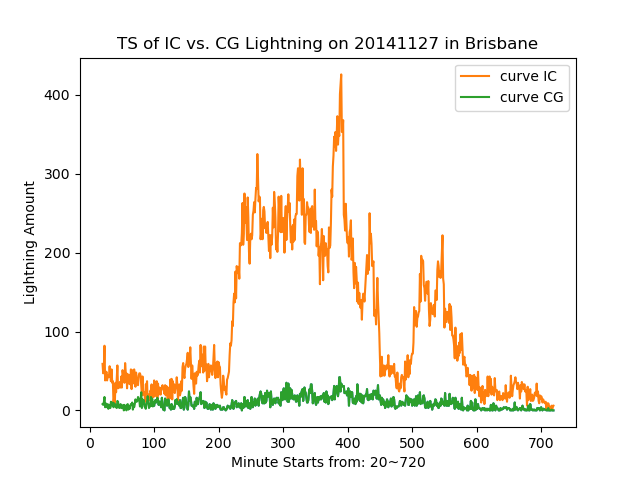 TS of IC vs. CG Lightning on 20141127 in Brisbane
curve IC
curve CG
Lightning Amount
400
300
200
100
0
0 100 200 300 400 500 600 700
Minute Starts from: 20~720